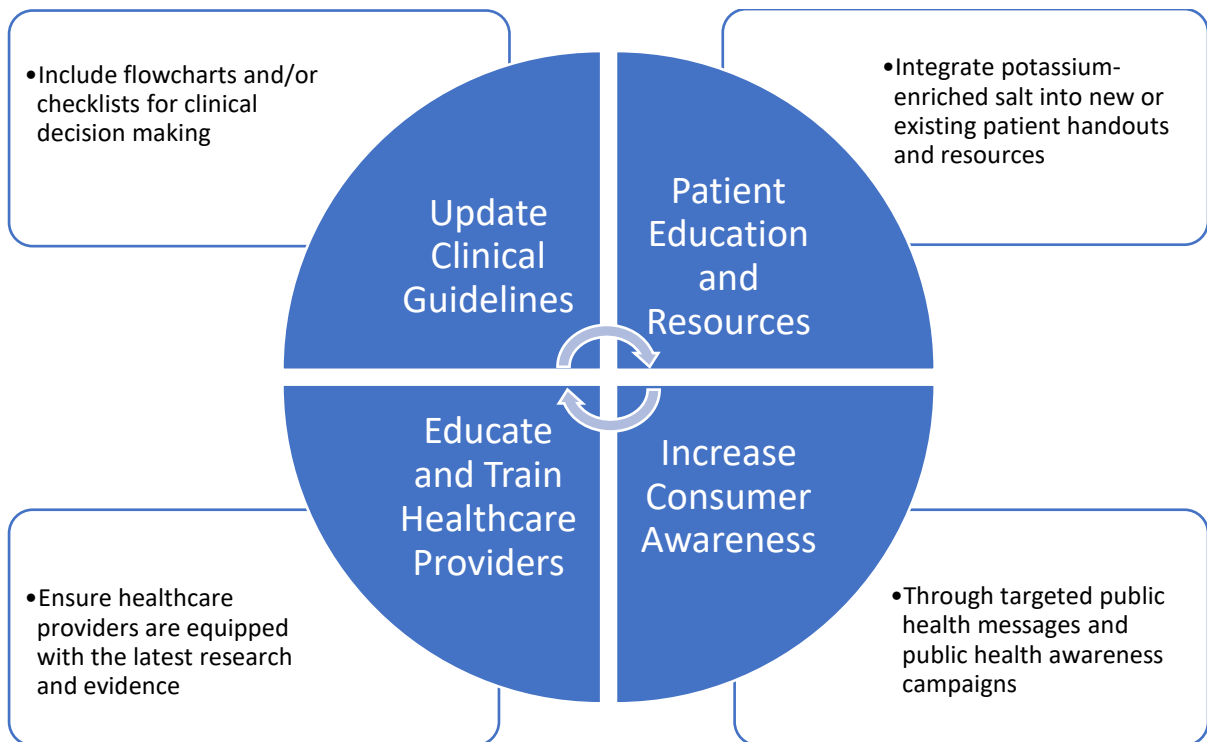 •Include flowcharts and/or
checklists for clinical
decision making
•Integrate potassium-
enriched salt into new or
existing patient handouts
and resources
Update
Clinical
Guidelines
Patient
Education
and
Resources
Educate
and Train
Healthcare
Providers
Increase
Consumer
Awareness
•Ensure healthcare
providers are equipped
with the latest research
and evidence
•Through targeted public
health messages and
public health awareness
campaigns